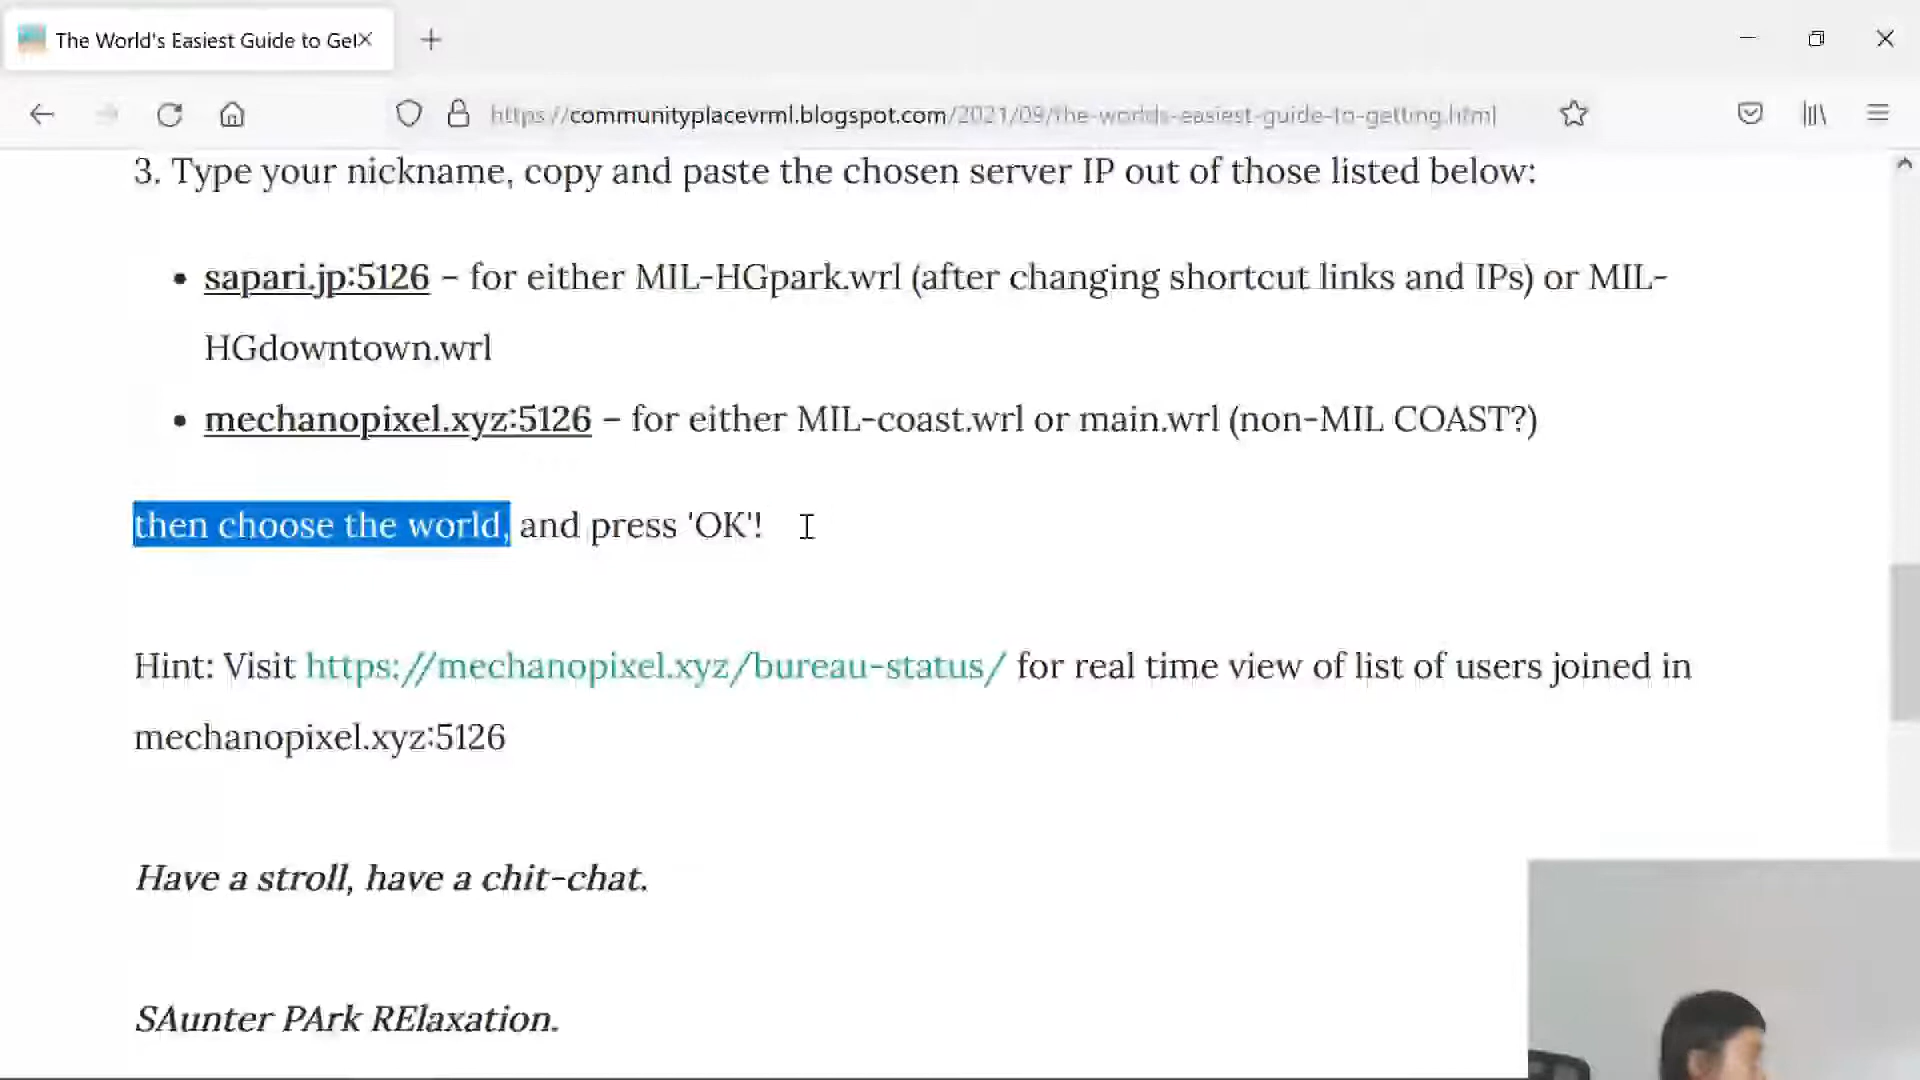 The World's Easiest Guide to Get
https://communityplacevrml.blogspot.com/2021/09/the-worlds-easiest-guide-to-getting.html
3. Type your nickname, copy and paste the chosen server IP out of those listed below:
• sapari.jp:5126 – for either MIL-HGpark.wrl (after changing shortcut links and IPs) or MIL-
HGdowntown.wrl
• mechanopixel.xyz:5126 – for either MIL-coast.wrl or main.wrl (non-MIL COAST?)
then choose the world, and press 'OK'!
Hint: Visit https://mechanopixel.xyz/bureau-status/ for real time view of list of users joined in
mechanopixel.xyz:5126
Have a stroll, have a chit-chat.
SAunter PArk RElaxation.